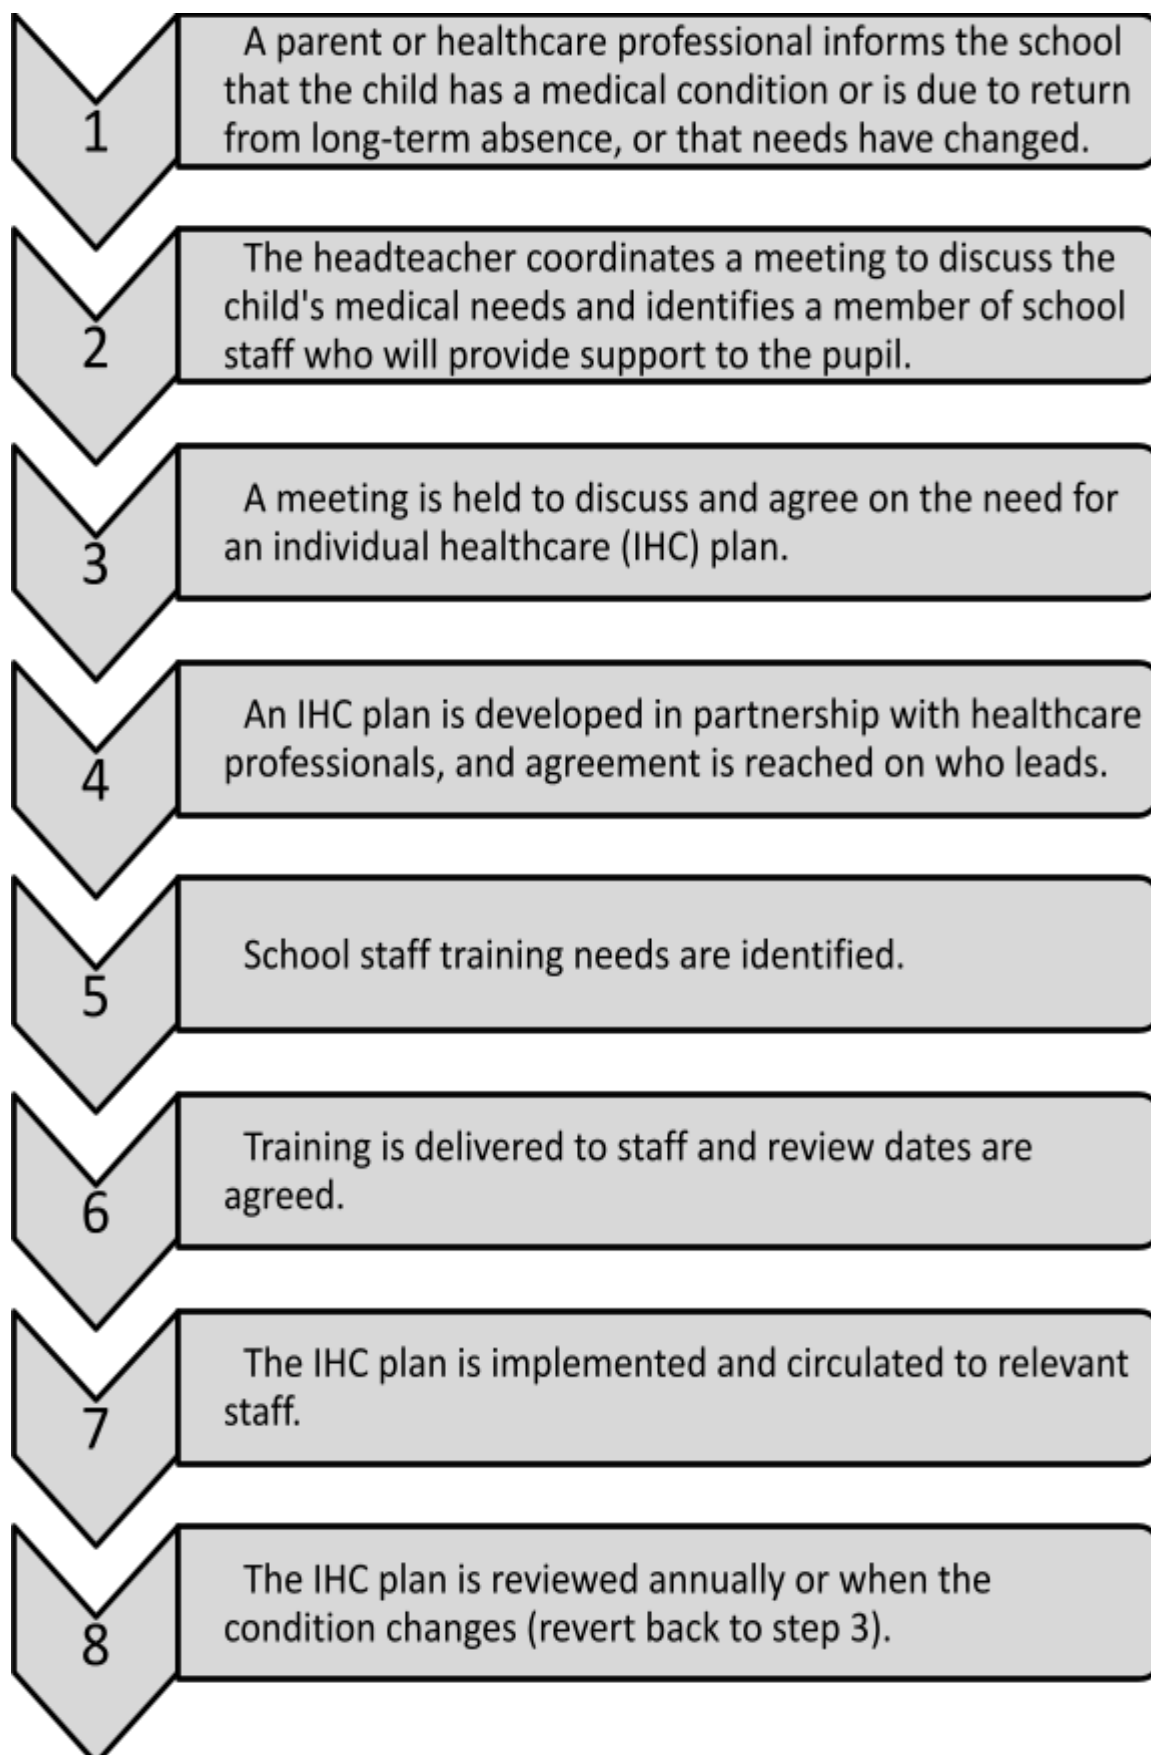 A parent or healthcare professional informs the school
that the child has a medical condition or is due to return
from long-term absence, or that needs have changed.
1
The headteacher coordinates a meeting to discuss the
child's medical needs and identifies a member of school
staff who will provide support to the pupil.
2
A meeting is held to discuss and agree on the need for
an individual healthcare (IHC) plan.
3
An IHC plan is developed in partnership with healthcare
professionals, and agreement is reached on who leads.
4
School staff training needs are identified.
5
Training is delivered to staff and review dates are
agreed.
6
The IHC plan is implemented and circulated to relevant
staff.
7
The IHC plan is reviewed annually or when the
condition changes (revert back to step 3).
8